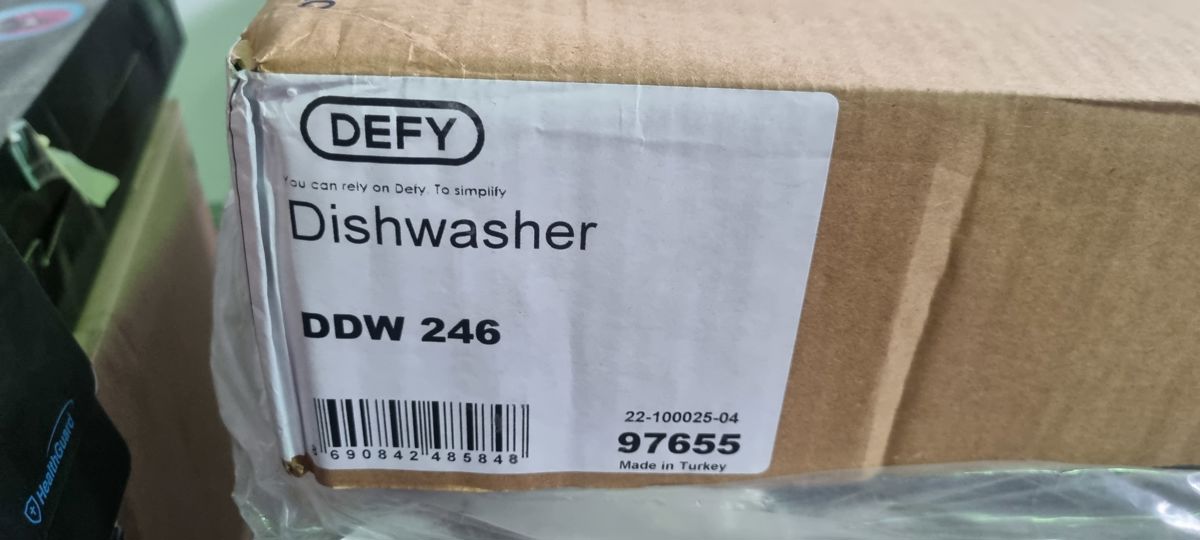 DEFY
You can rely on Defy. To simplify
Dishwasher
DDW 246
8 690842 485848
22-100025-04
97655
Made in Turkey
HealthGuard